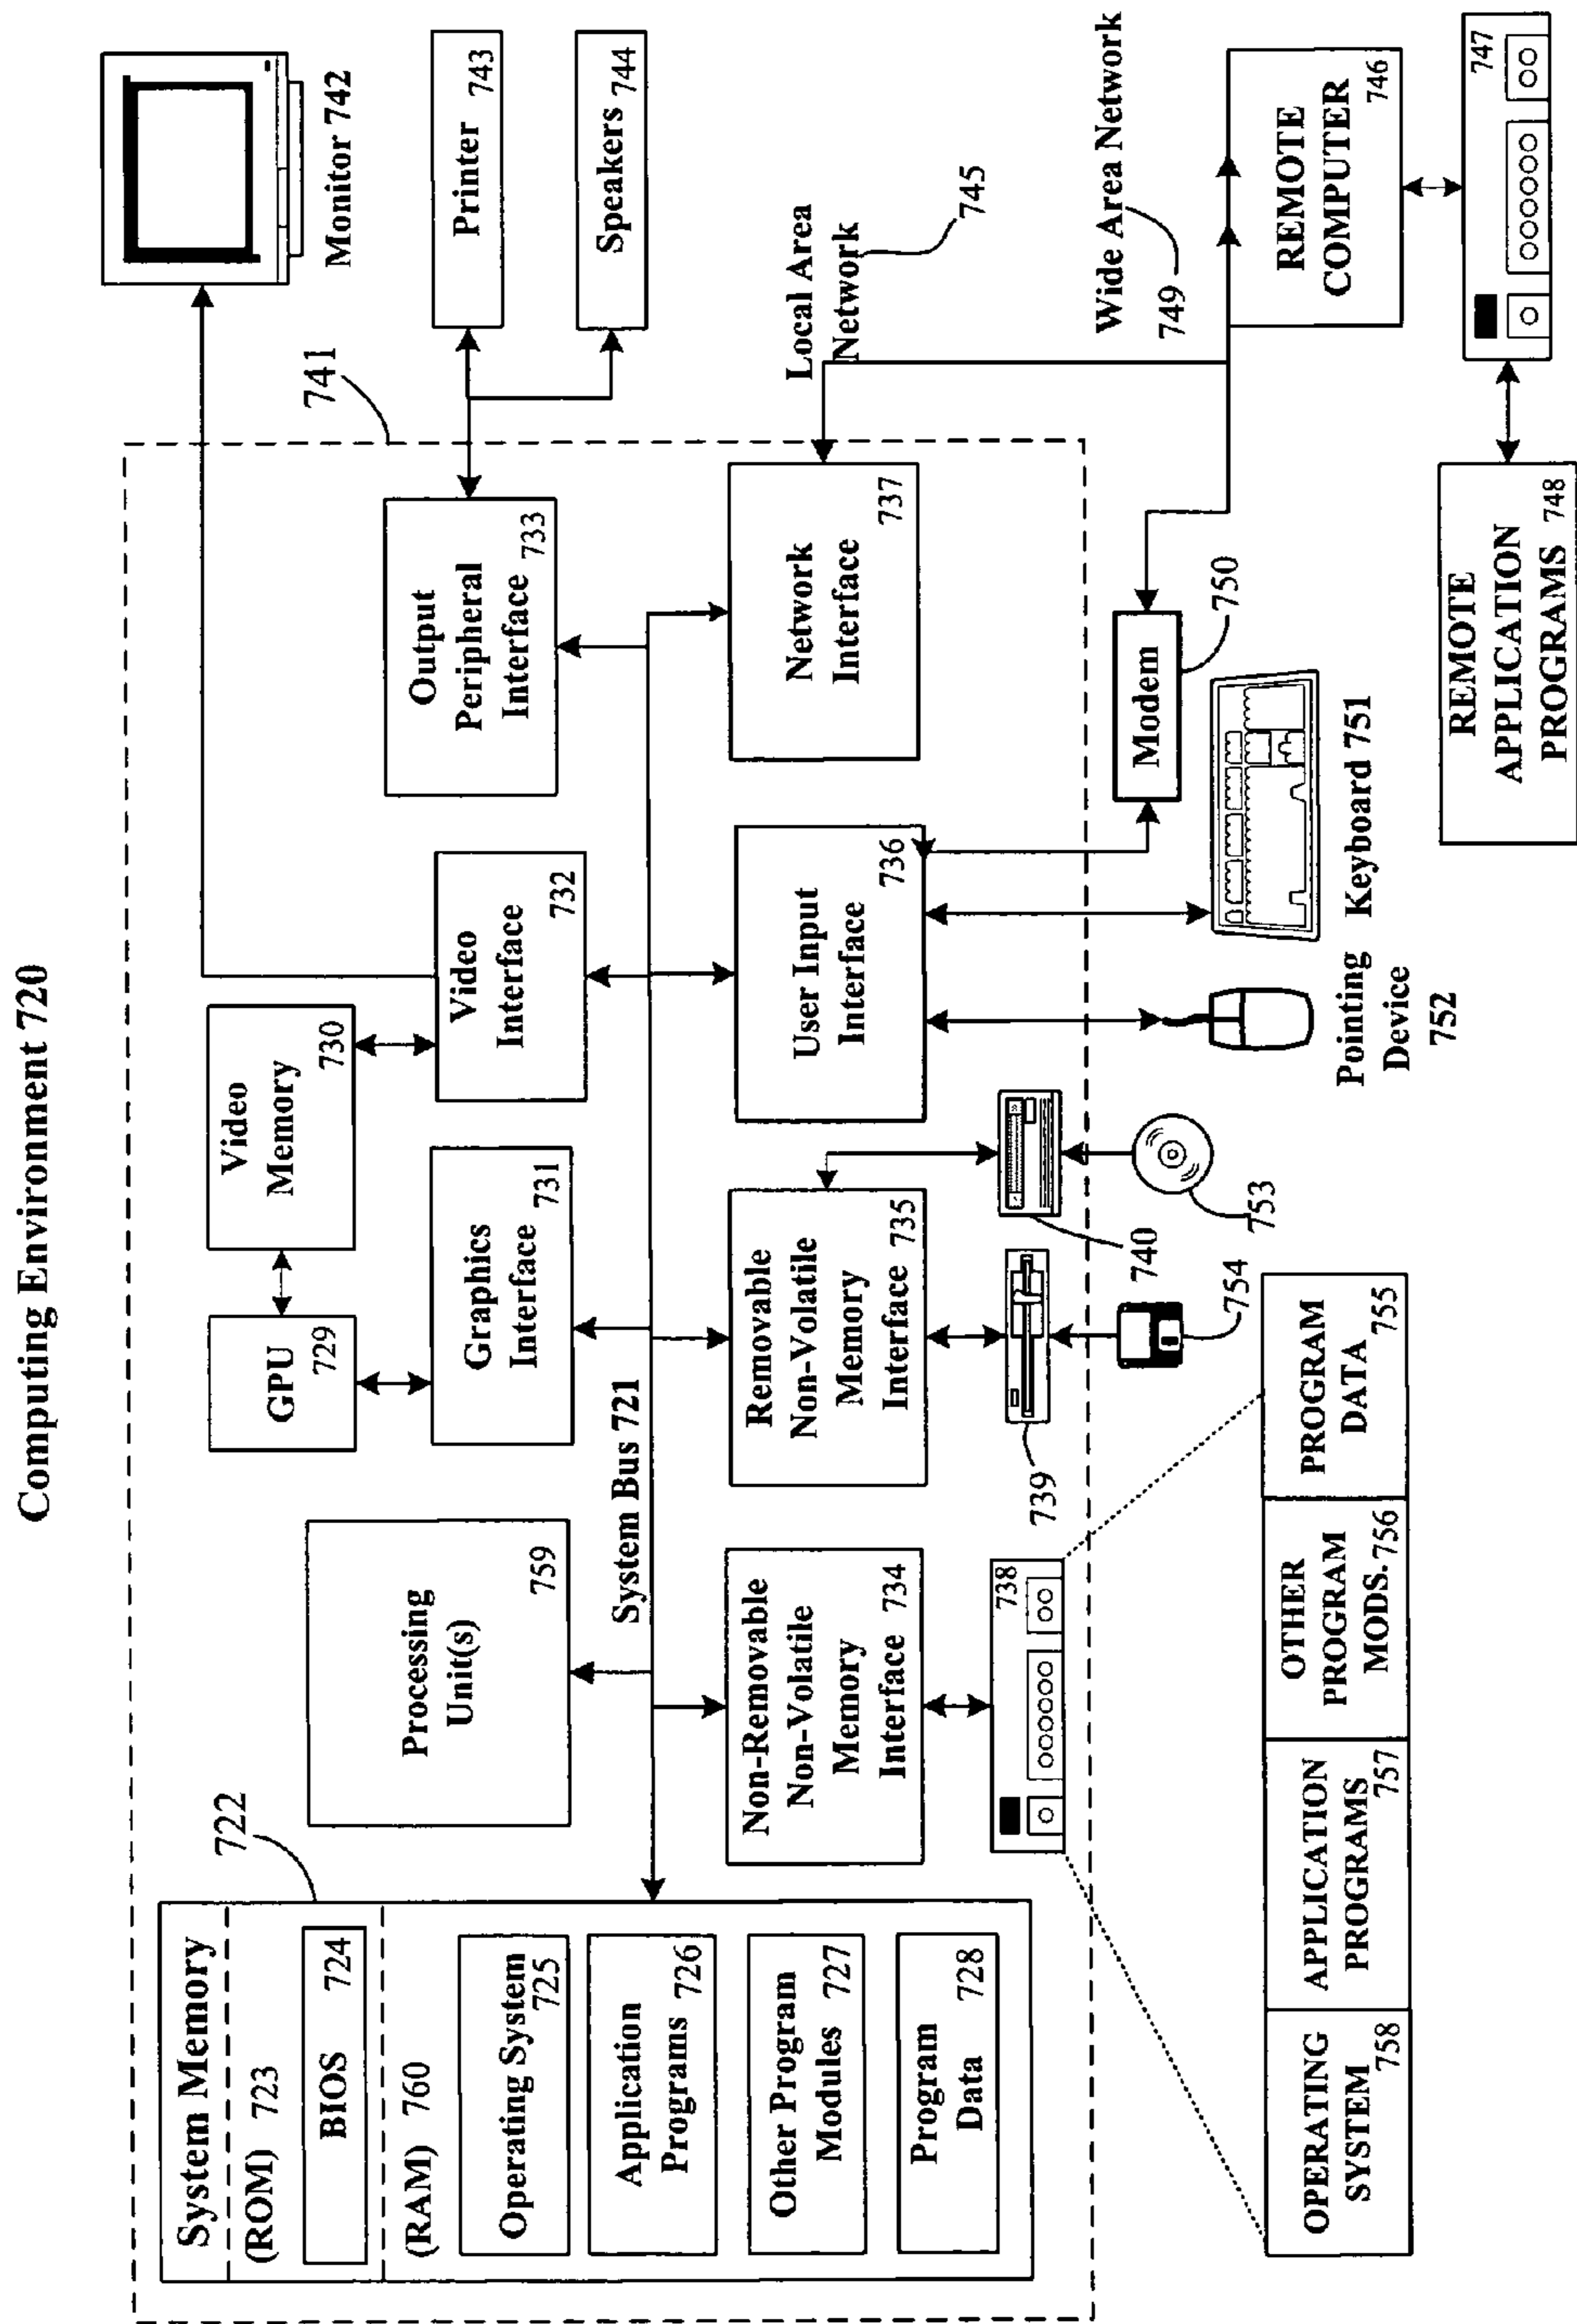 Computing Environment 720
System Memory
722
(ROM) 723
BIOS 724
(RAM) 760
Operating System
725
Application
Programs 726
Other Program
Modules 727
Program
Data 728
Processing
Unit(s)
759
System Bus 721
GPU
729
Video
Memory
730
Graphics
Interface
731
Video
Interface
732
Output
Peripheral
Interface 733
741
Monitor 742
Printer 743
Speakers 744
Non-Removable
Non-Volatile
Memory
Interface 734
Removable
Non-Volatile
Memory
Interface 735
User Input
Interface
736
Network
Interface
737
Local Area
Network
745
Wide Area Network
749
738
739
740
754
753
Pointing
Device
752
Keyboard 751
Modem
750
REMOTE
COMPUTER
746
747
REMOTE
APPLICATION
PROGRAMS 748
OPERATING
SYSTEM
758
APPLICATION
PROGRAMS
757
OTHER
PROGRAM
MODS. 756
PROGRAM
DATA
755